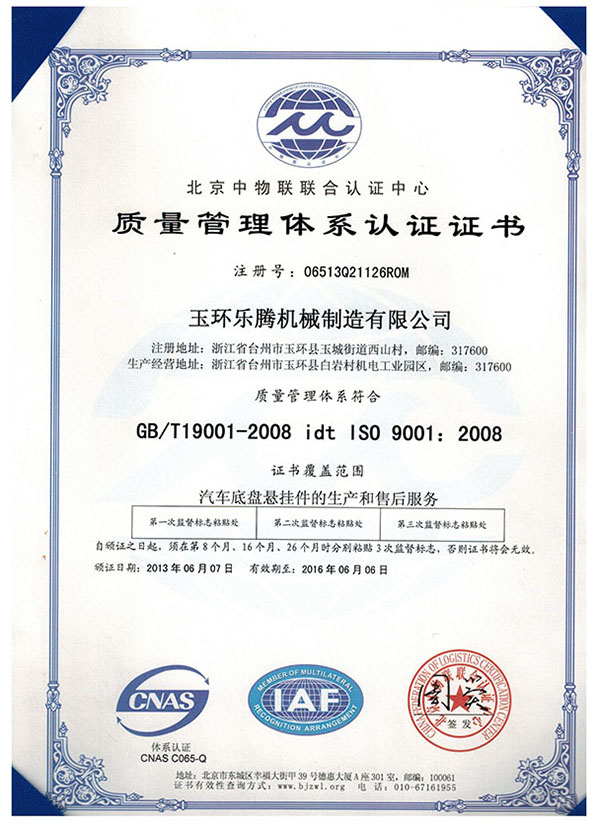 北京中物联联合认证中心
质量管理体系认证证书
注册号：06513Q21126ROM
玉环乐腾机械制造有限公司
注册地址：浙江省台州市玉环县玉城街道西山村，邮编：317600
生产经营地址：浙江省台州市玉环县白岩村机电工业园区，邮编：317600
质量管理体系符合
GB/T19001-2008 idt ISO 9001：2008
证书覆盖范围
汽车底盘悬挂件的生产和售后服务
第一次监督标志粘贴处 第二次监督标志粘贴处 第三次监督标志粘贴处
自颁证之日起，须在第8个月、16个月、26个月时分别粘贴3次监督标志，否则证书将会无效。
颁证日期：2013年06月07日 有效期至：2016年06月06日
CNAS
体系认证
CNAS C065-Q
MEMBER OF MULTILATERAL
IAF
RECOGNITION ARRANGEMENT
CHINA FEDERATION OF LOGISTICS CERTIFICATION CENTER
签发
地址：北京市东城区幸福大街甲39号德惠大厦A座301室，邮编：100061
证书有效性查询方式：www.bjzwl.org 电话：010-67161955